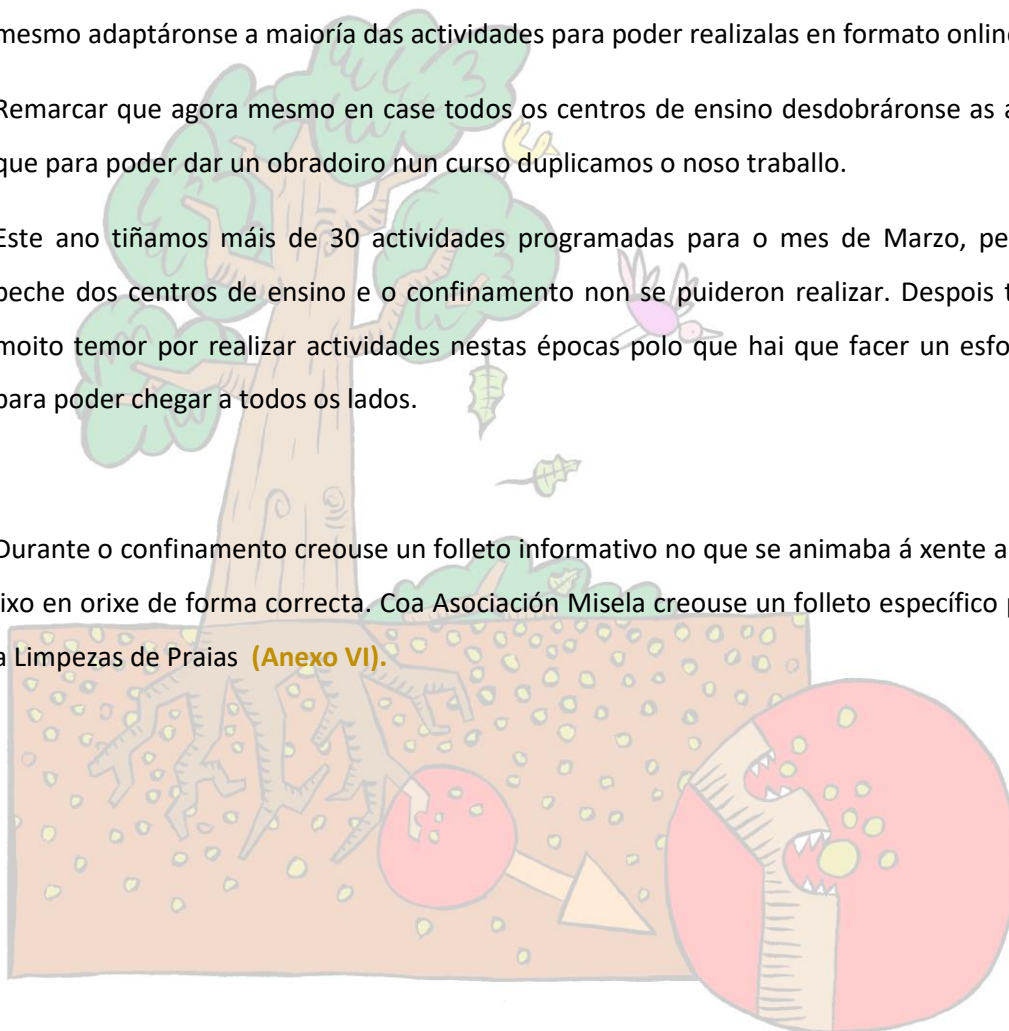 mesmo adaptáronse a maioría das actividades para poder realizalas en formato online
Remarcar que agora mesmo en case todos os centros de ensino desdobráronse as
que para poder dar un obradoiro nun curso duplicamos o noso traballo.
Este ano tiñamos máis de 30 actividades programadas para o mes de Marzo,
peche dos centros de ensino e o confinamento non se puideron realizar. Despois
moito temor por realizar actividades nestas épocas polo que hai que facer un
para poder chegar a todos os lados.
Durante o confinamento creouse un folleto informativo no que se animaba á xente a
lixo en orixe de forma correcta. Coa Asociación Misela creouse un folleto específico
a Limpezas de Praias (Anexo VI).